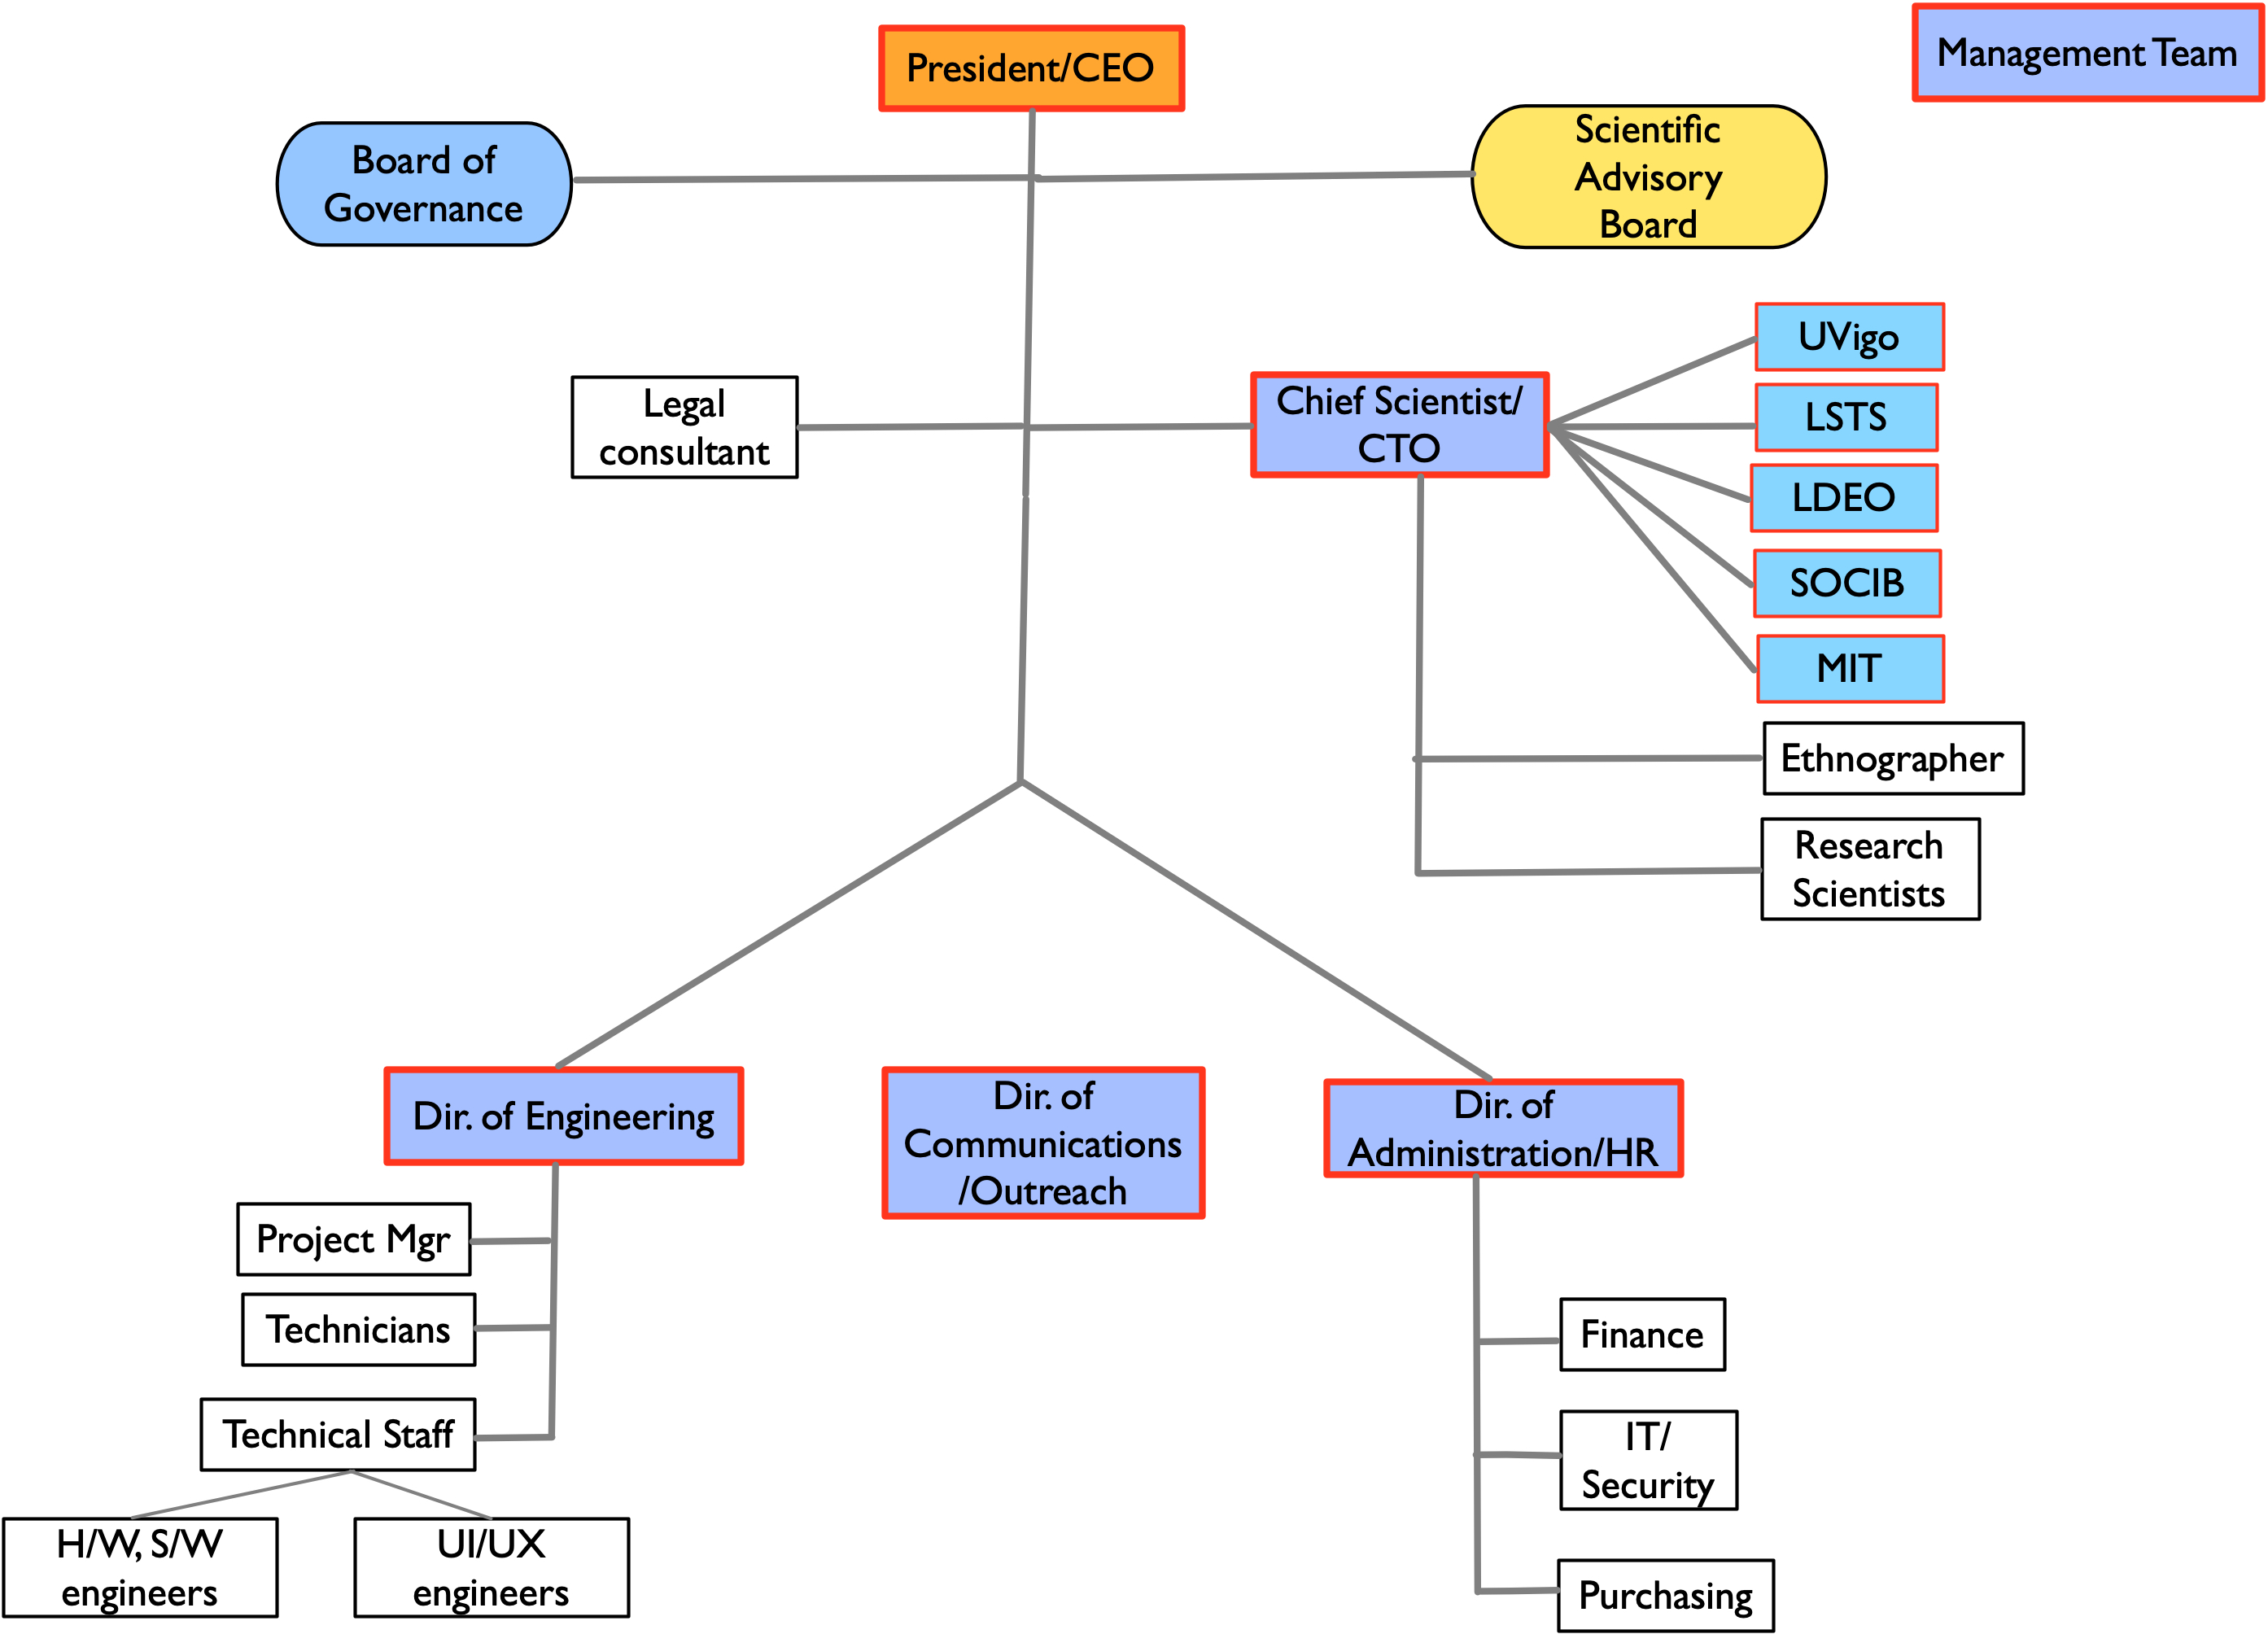 President/CEO
Management Team
Board of
Governance
Scientific
Advisory
Board
UVigo
Legal
consultant
Chief Scientist/
CTO
LSTS
LDEO
SOCIB
MIT
Ethnographer
Research
Scientists
Dir. of Engineering
Dir. of
Communications
/Outreach
Dir. of
Administration/HR
Project Mgr
Technicians
Technical Staff
H/W, S/W
engineers
UI/UX
engineers
Finance
IT/
Security
Purchasing